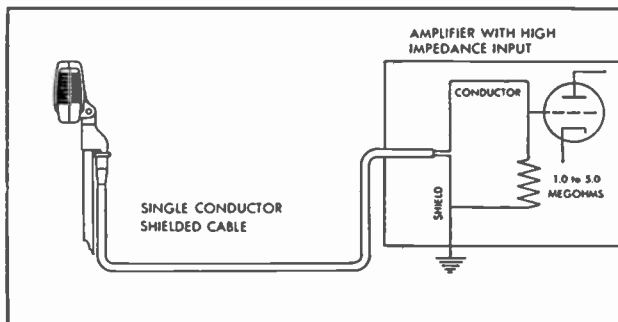 AMPLIFIER WITH HIGH
IMPEDANCE INPUT
CONDUCTOR
1.0 to 5.0
MEGOHMS
SHIELD
SINGLE CONDUCTOR
SHIELDED CABLE